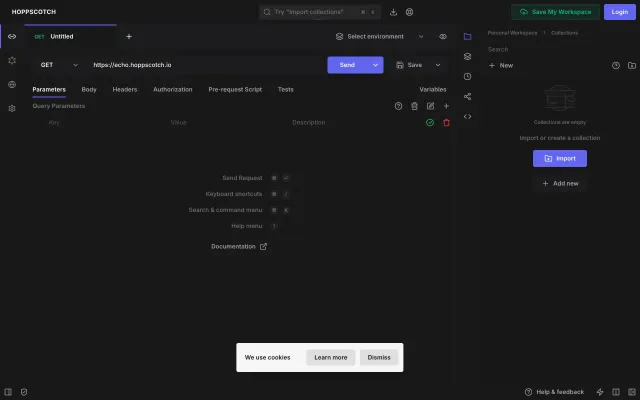 HOPPSCOTCH
Try "Import collections"
⌘ K
Save My Workspace
Login
GET Untitled
Select environment
Personal Workspace › Collections
Search
New
GET
https://echo.hoppscotch.io
Send
Save
Parameters Body Headers Authorization Pre-request Script Tests Variables
Query Parameters
Key Value Description
Collections are empty
Import or create a collection
Import
Add new
Send Request ⌘ ↵
Keyboard shortcuts ⌘ /
Search & command menu ⌘ K
Help menu ?
Documentation
We use cookies
Learn more
Dismiss
Help & feedback